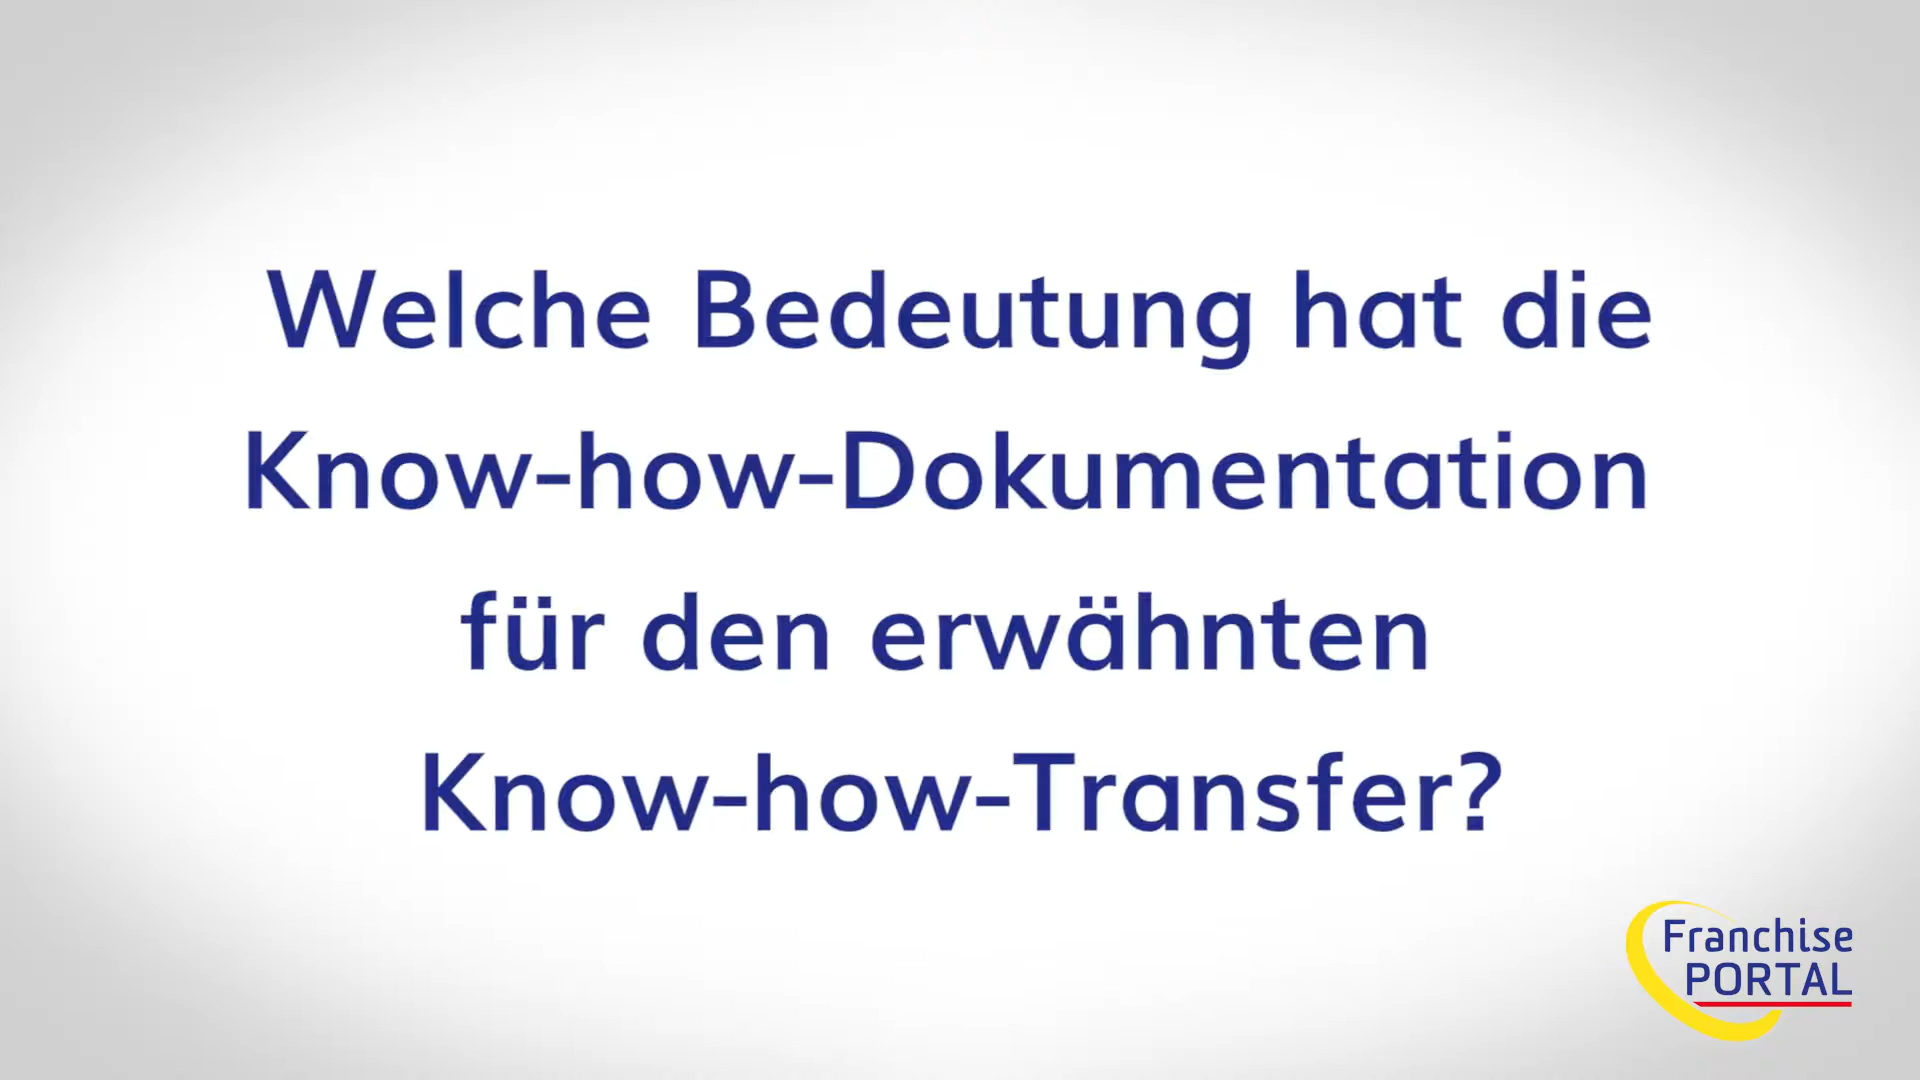 Welche Bedeutung hat die
Know-how-Dokumentation
für den erwähnten
Know-how-Transfer?
Franchise
PORTAL